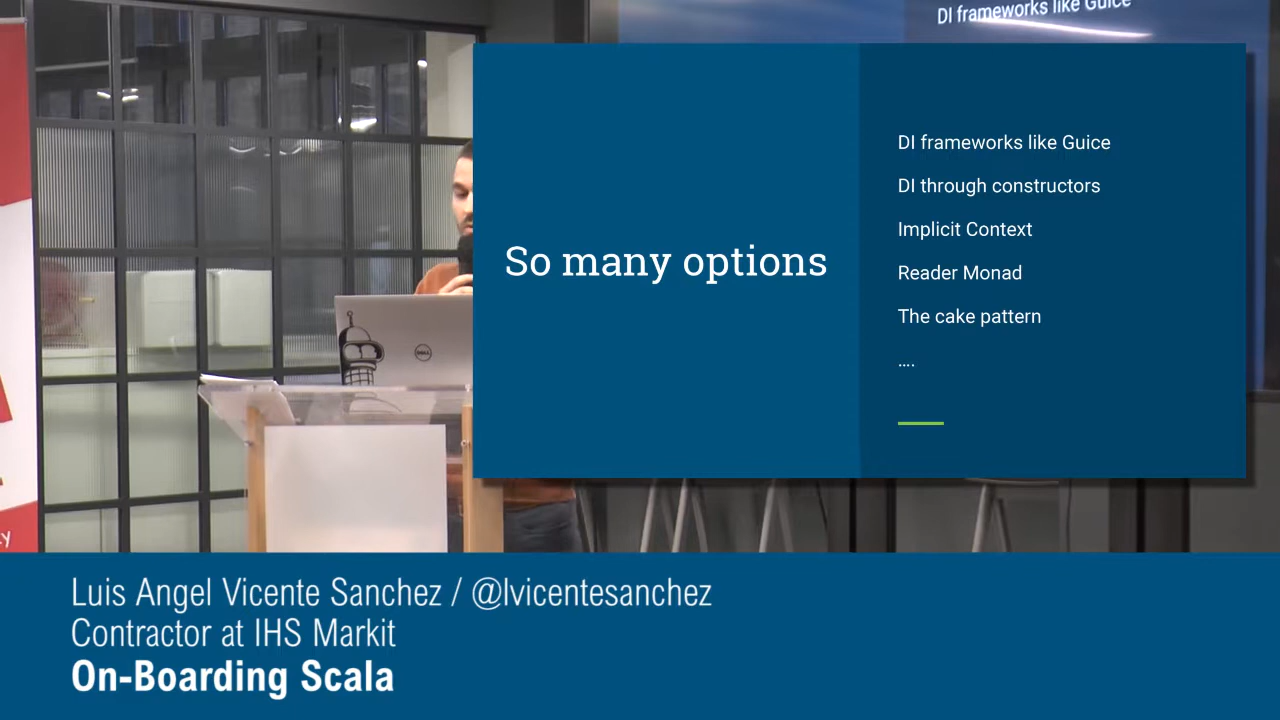 DI frameworks like Guice
So many options
DI frameworks like Guice
DI through constructors
Implicit Context
Reader Monad
The cake pattern
....
DELL
Luis Angel Vicente Sanchez / @lvicentesanchez
Contractor at IHS Markit
On-Boarding Scala